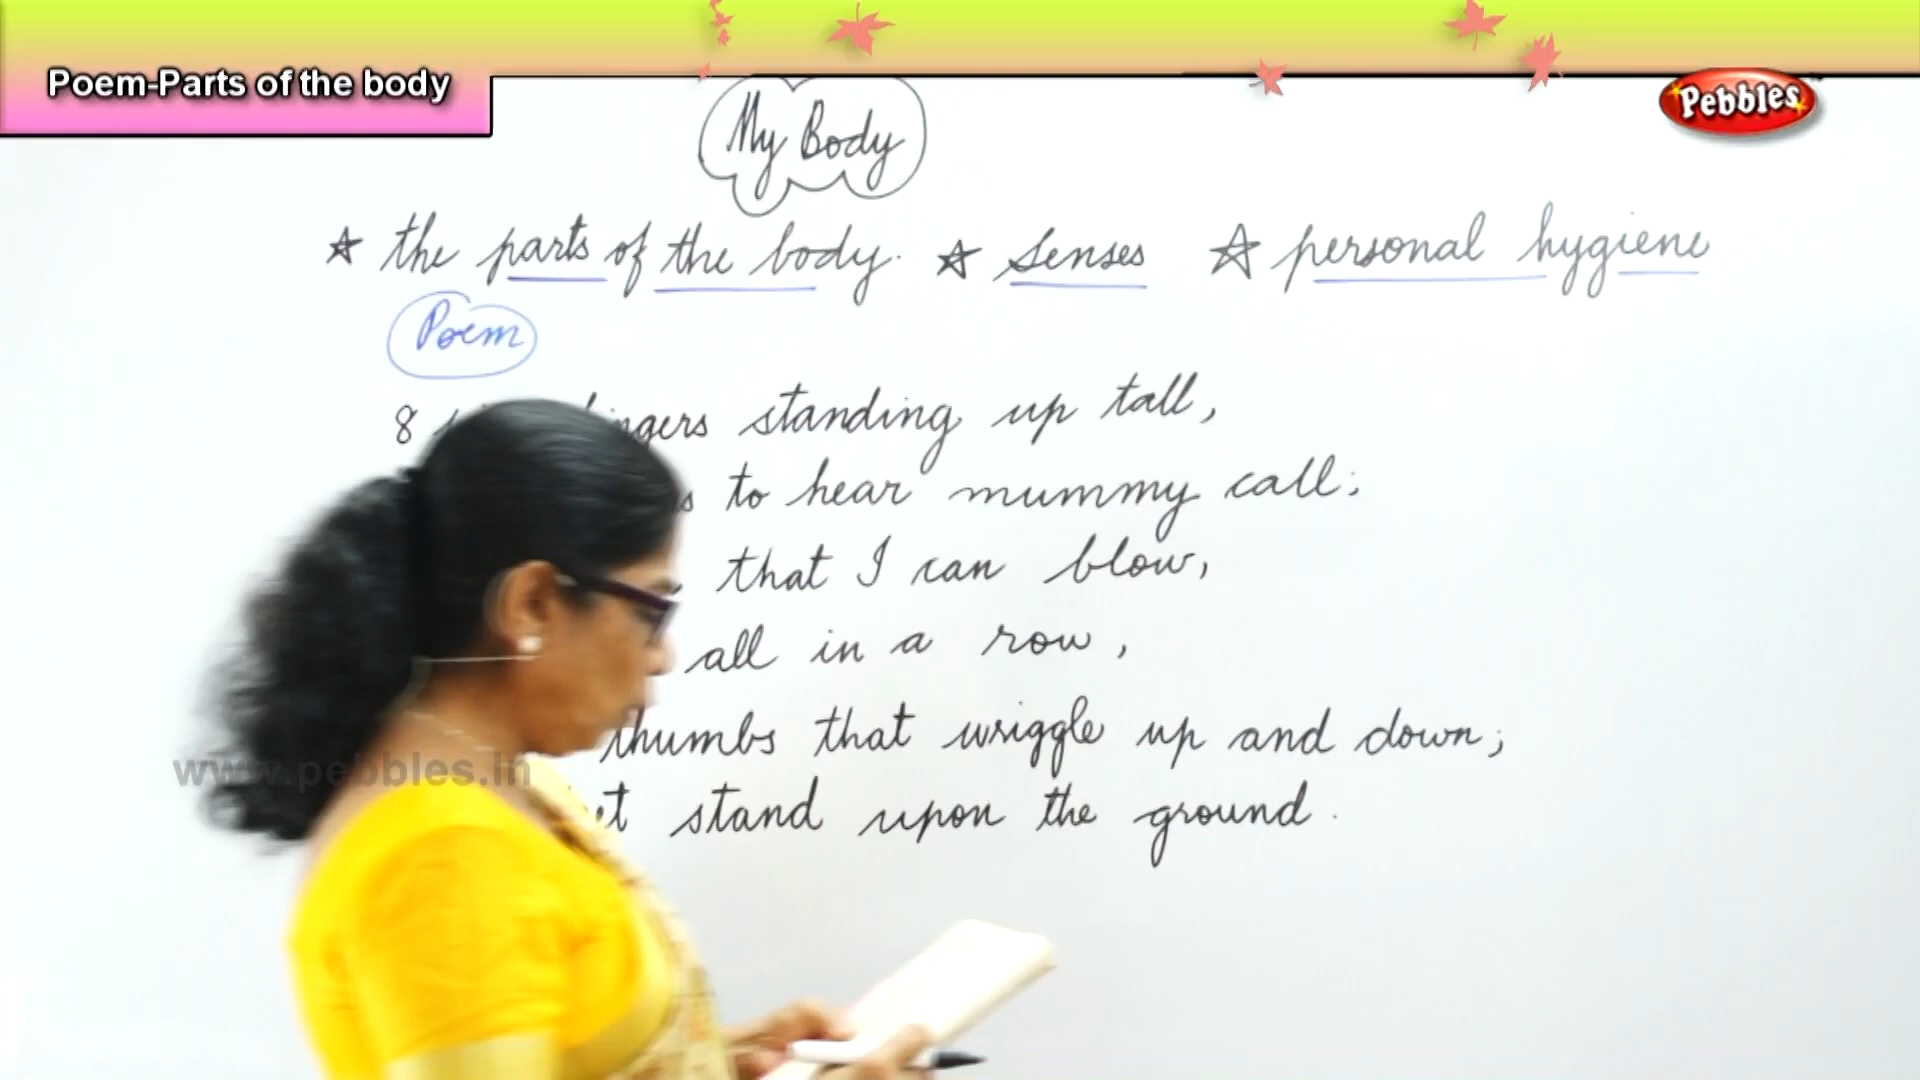 Poem-Parts of the body
Pebbles
My Body
☆ the parts of the body. ☆ senses ☆ personal hygiene
Poem
8 standing up tall,
to hear mummy call;
that I can blow,
all in a row,
thumbs that wriggle up and down;
stand upon the ground.
www.pebbles.in